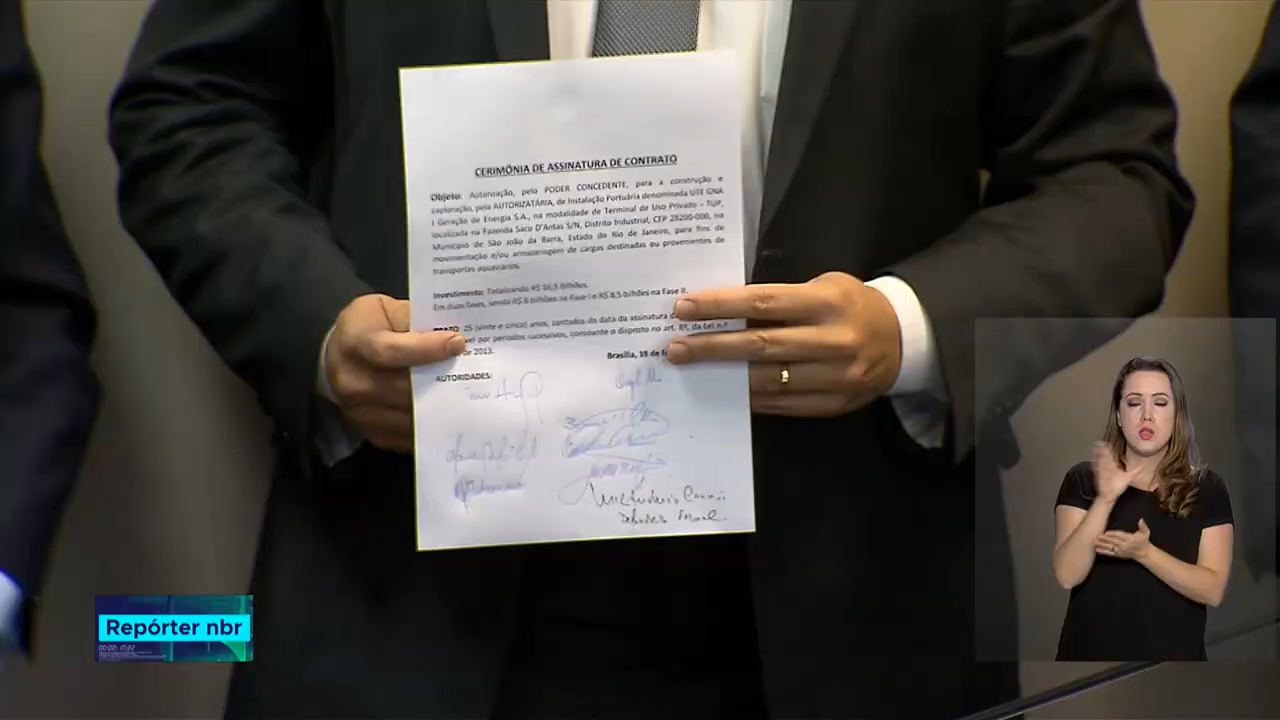 CERIMÔNIA DE ASSINATURA DE CONTRATO
Objeto: Autorização, pelo PODER CONCEDENTE, para a construção e
exploração, pela AUTORIZATÁRIA, de Instalação Portuária denominada UTE GNA
I Geração de Energia S.A., na modalidade de Terminal de Uso Privado – TUP,
localizada na Fazenda Saco D'Antas S/N, Distrito Industrial, CEP 28200-000, no
Município de São João da Barra, Estado do Rio de Janeiro, para fins de
movimentação e/ou armazenagem de cargas destinadas ou provenientes de
transportes aquaviários.
Investimento: Totalizando R$ 16,5 bilhões.
Em duas fases, sendo R$ 8 bilhões na Fase I e R$ 8,5 bilhões na Fase II.
25 (vinte e cinco) anos, contados da data da assinatura
por períodos sucessivos, consoante o disposto no art. 8º, da Lei n.º
de 2013.
Brasília, 18 de
AUTORIDADES:
Repórter nbr